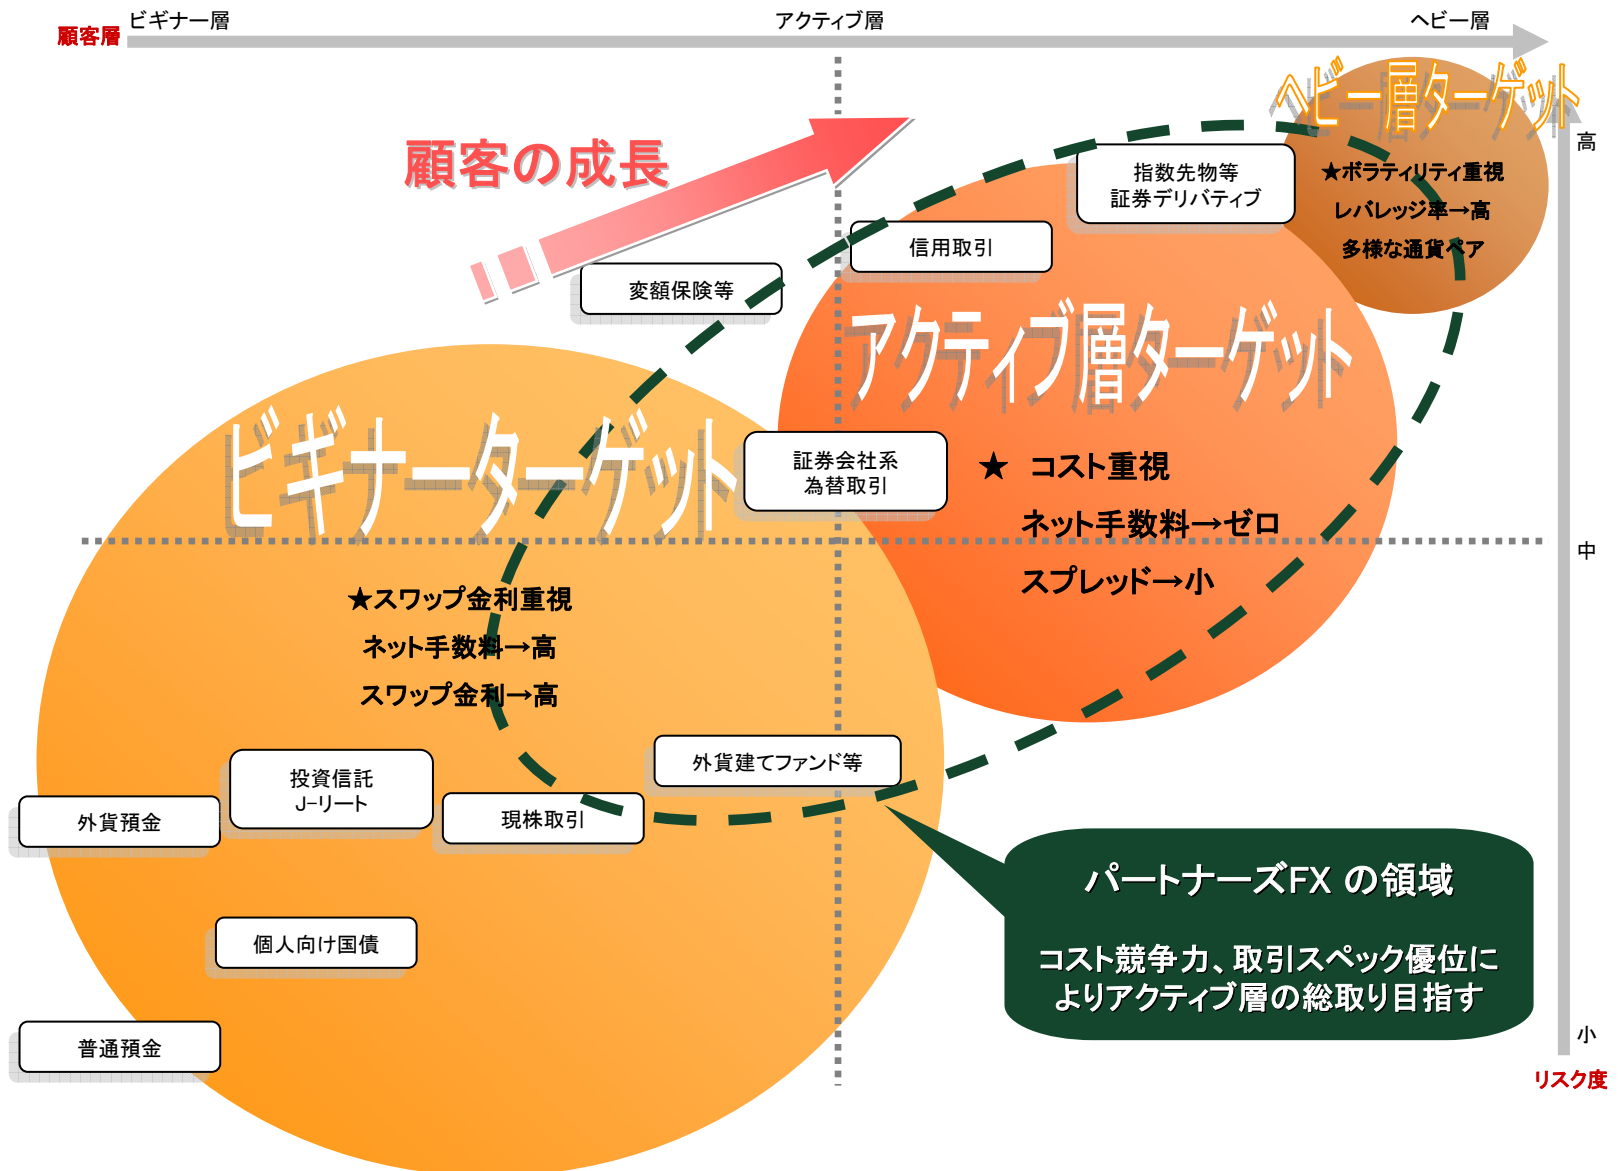 ビギナー層
アクティブ層
ヘビー層
顧客層
ヘビー層ターゲット
高
顧客の成長
指数先物等
証券デリバティブ
★ボラティリティ重視
レバレッジ率→高
多様な通貨ペア
信用取引
変額保険等
アクティブ層ターゲット
ビギナーターゲット
証券会社系
為替取引
★ コスト重視
ネット手数料→ゼロ
スプレッド→小
中
★スワップ金利重視
ネット手数料→高
スワップ金利→高
外貨建てファンド等
投資信託
J-リート
外貨預金
現株取引
パートナーズFX の領域
コスト競争力、取引スペック優位に
よりアクティブ層の総取り目指す
個人向け国債
普通預金
小
リスク度